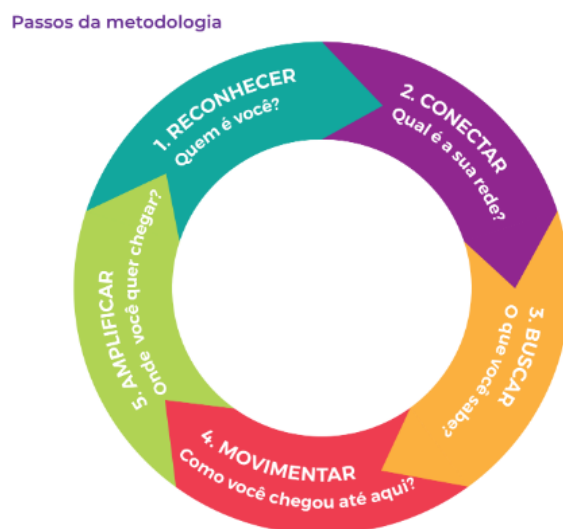 Passos da metodologia
1. RECONHECER
Quem é você?
2. CONECTAR
Qual é a sua rede?
3. BUSCAR
O que você sabe?
4. MOVIMENTAR
Como você chegou até aqui?
5. AMPLIFICAR
Onde você quer chegar?